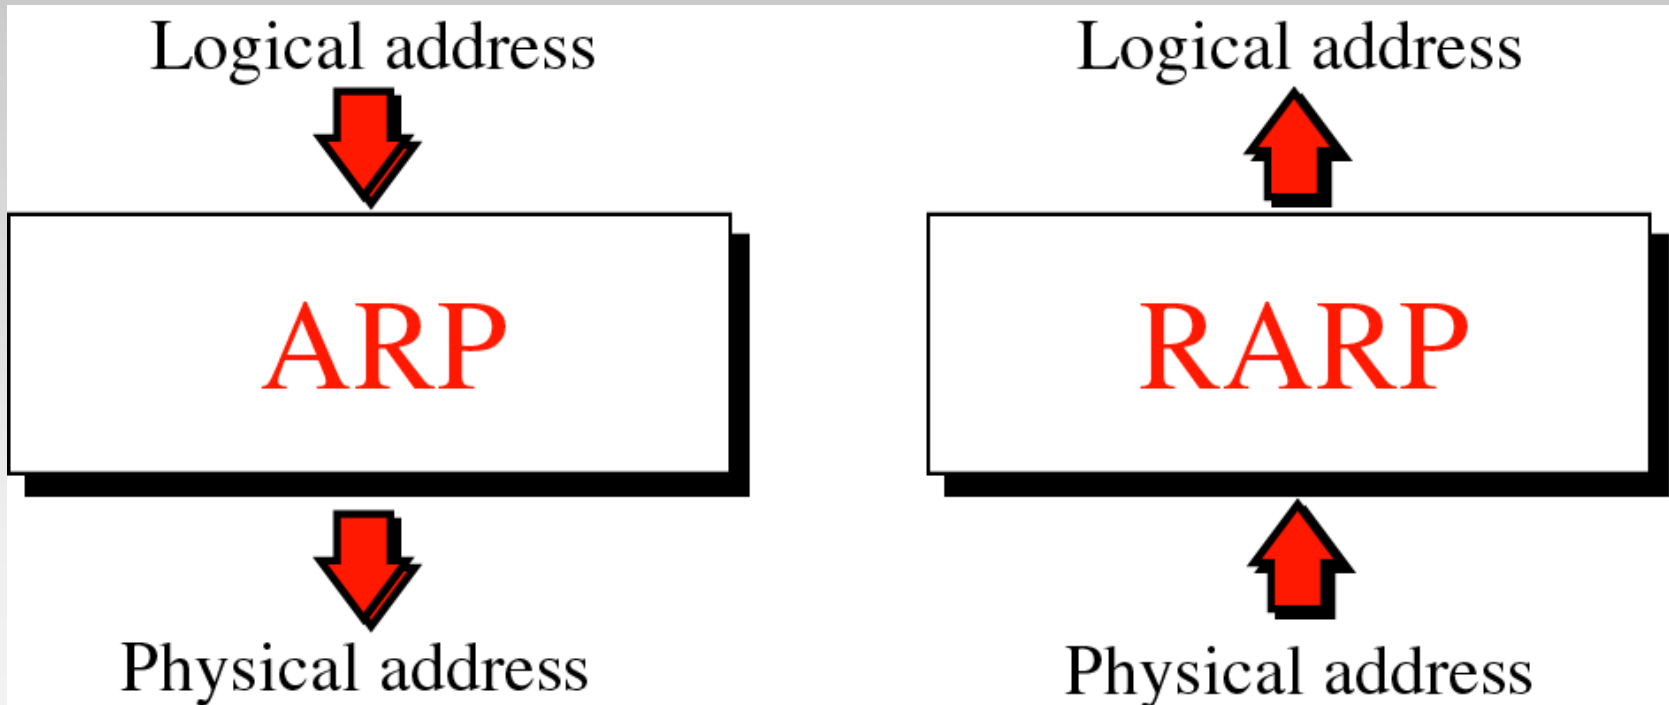 Logical address
ARP
Physical address
Logical address
RARP
Physical address